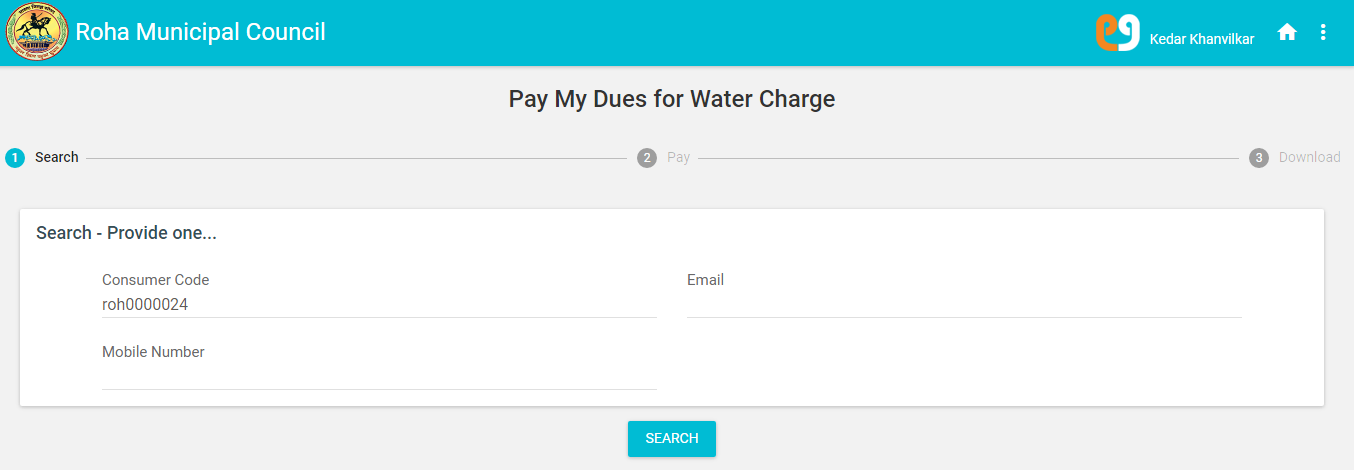 Roha Municipal Council
Kedar Khanvilkar
Pay My Dues for Water Charge
1 Search
2 Pay
3 Download
Search - Provide one...
Consumer Code
roh0000024
Email
Mobile Number
SEARCH